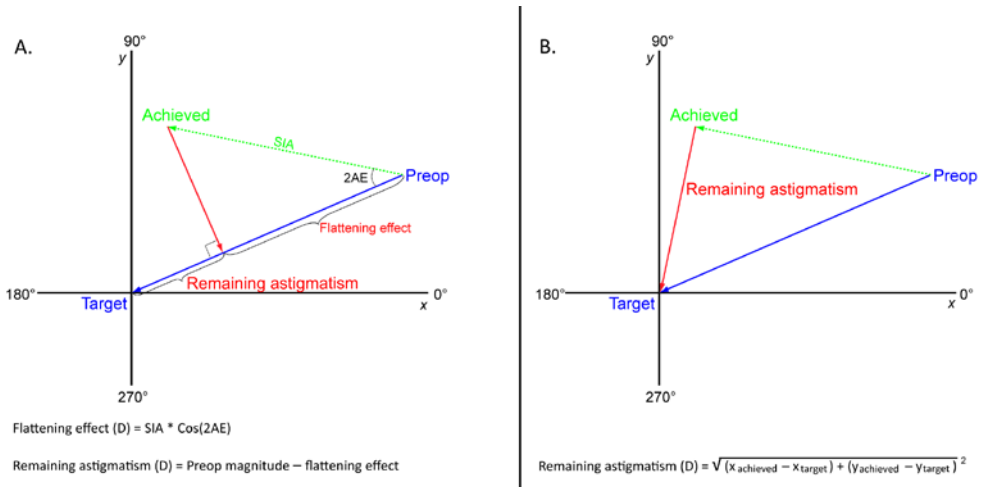 A.
90°
y
Achieved
SIA
2AE
Preop
Flattening effect
Remaining astigmatism
180°
0°
Target
x
270°
Flattening effect (D) = SIA * Cos(2AE)
Remaining astigmatism (D) = Preop magnitude – flattening effect
B.
90°
y
Achieved
Preop
Remaining astigmatism
180°
0°
Target
x
270°
Remaining astigmatism (D) = √(x achieved – x target) + (y achieved – y target) ²